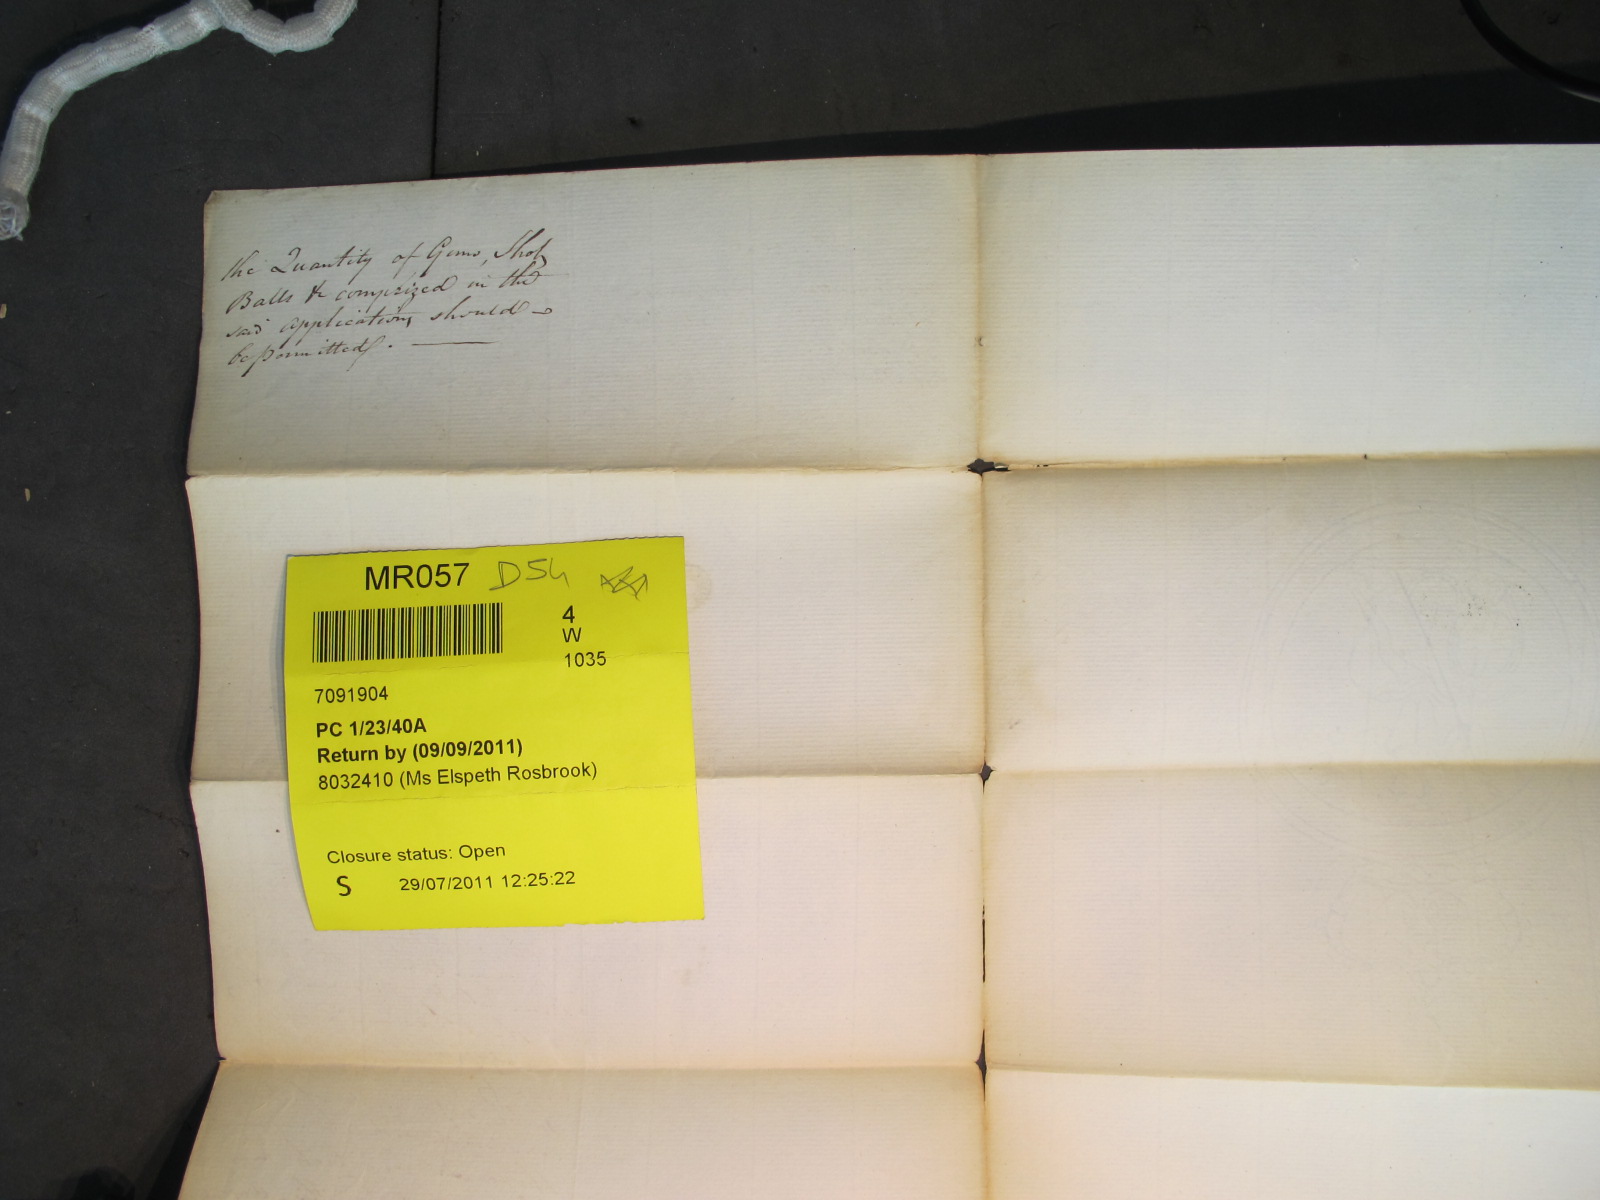 the Quantity of Guns, Shot,
Balls &c comprized in the
said applications should
be permitted.
MR057 D54
4
W
1035
7091904
PC 1/23/40A
Return by (09/09/2011)
8032410 (Ms Elspeth Rosbrook)
Closure status: Open
S 29/07/2011 12:25:22